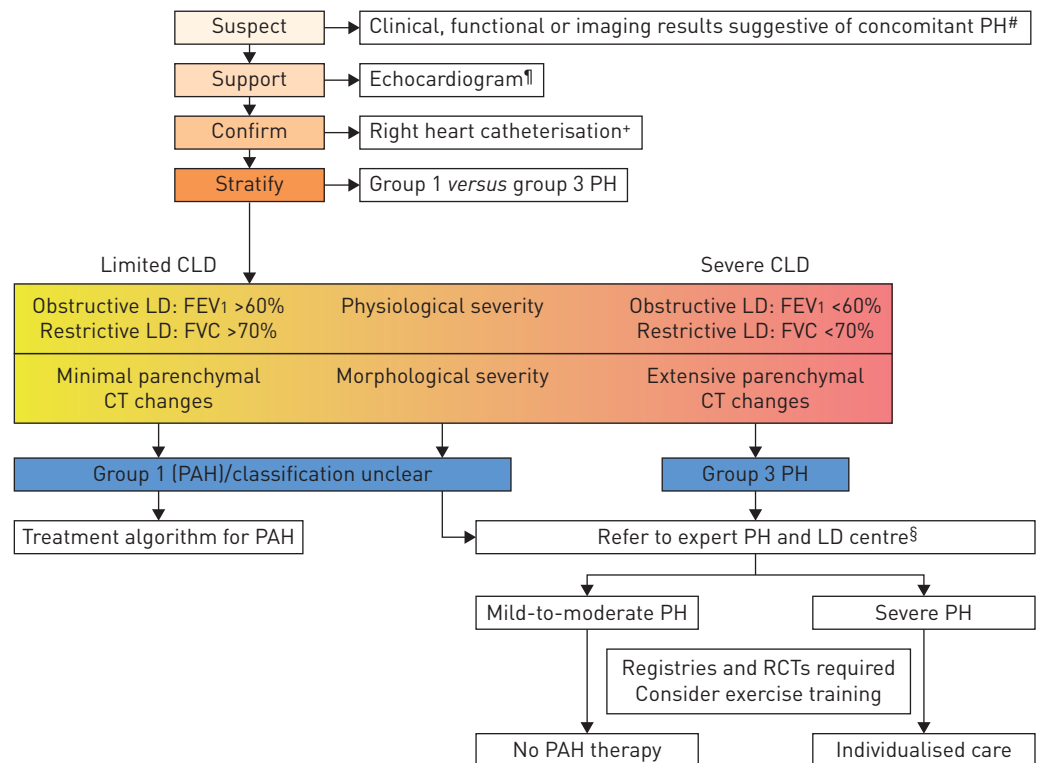 Suspect
Clinical, functional or imaging results suggestive of concomitant PH#
Support
Echocardiogram¶
Confirm
Right heart catheterisation+
Stratify
Group 1 versus group 3 PH
Limited CLD
Severe CLD
Obstructive LD: FEV1 >60%
Restrictive LD: FVC >70%
Physiological severity
Obstructive LD: FEV1 <60%
Restrictive LD: FVC <70%
Minimal parenchymal
CT changes
Morphological severity
Extensive parenchymal
CT changes
Group 1 (PAH)/classification unclear
Group 3 PH
Treatment algorithm for PAH
Refer to expert PH and LD centre§
Mild-to-moderate PH
Severe PH
Registries and RCTs required
Consider exercise training
No PAH therapy
Individualised care